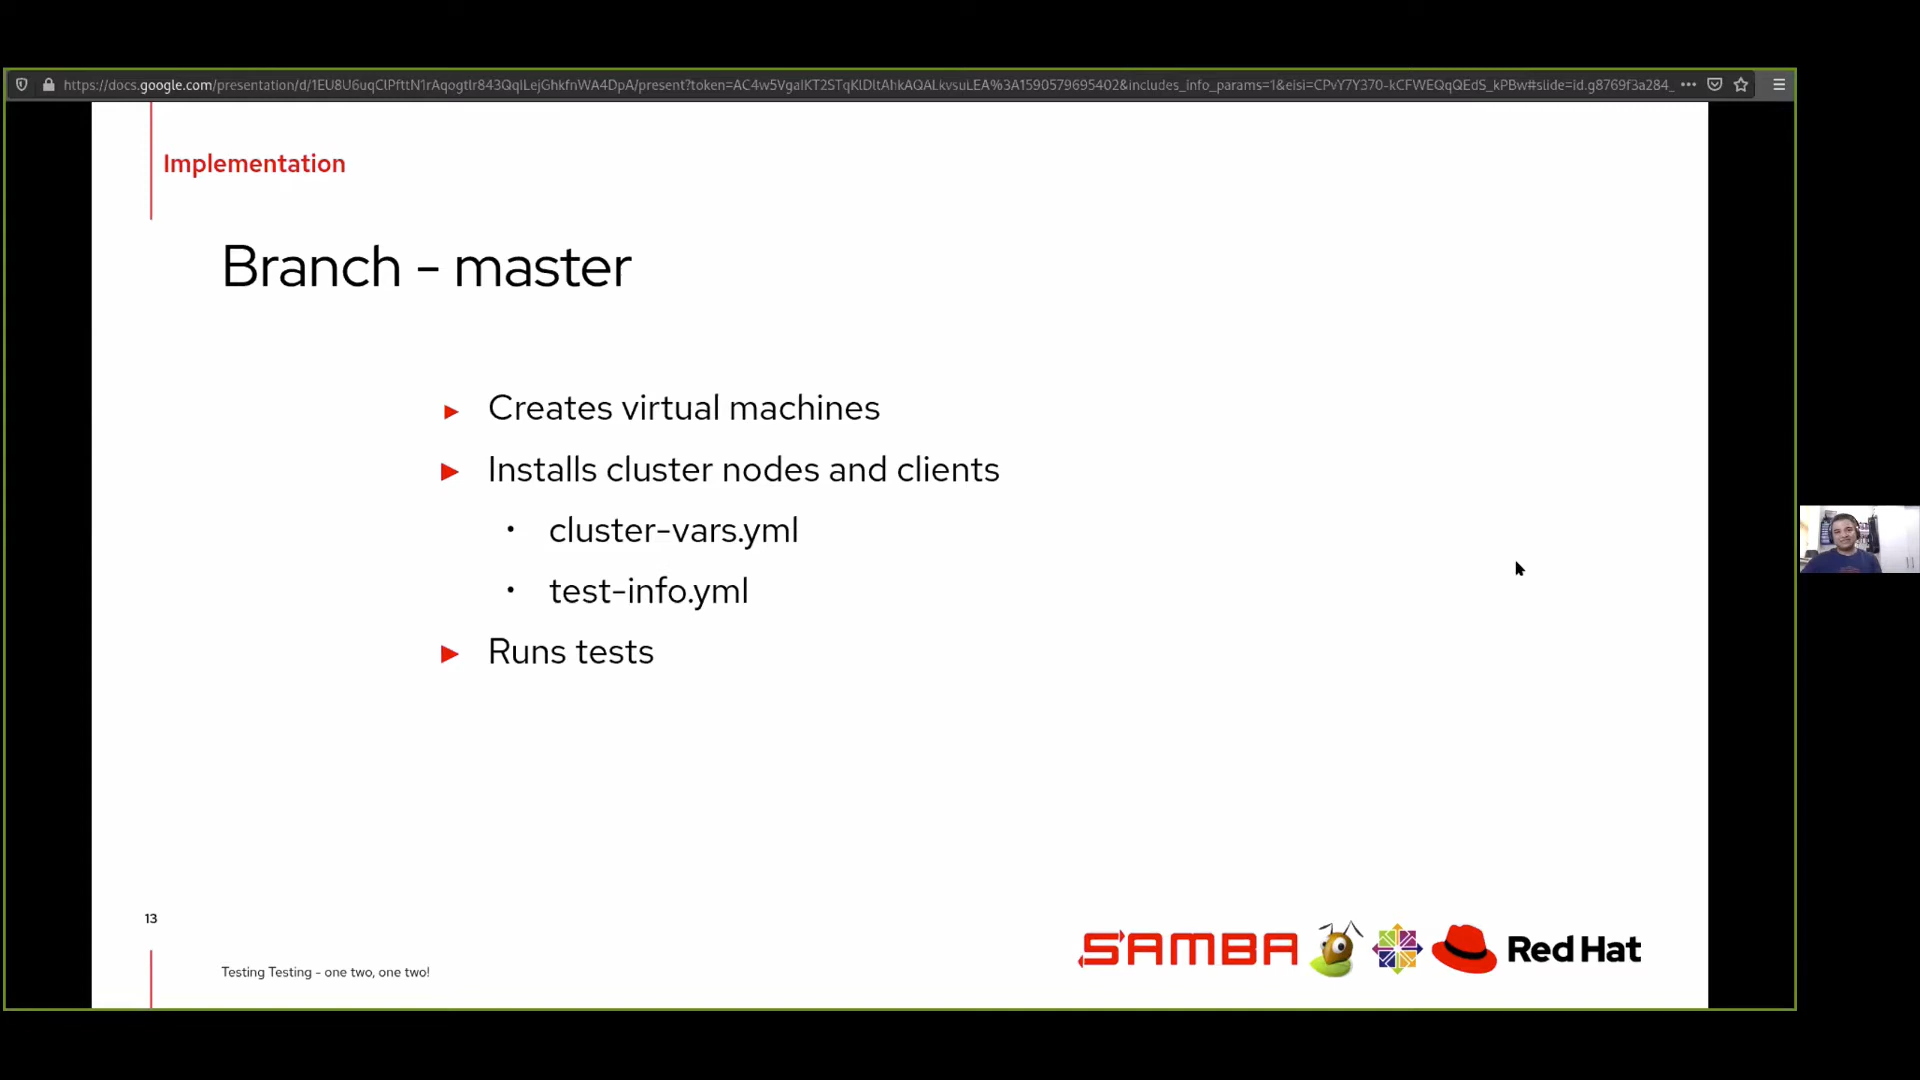 https://docs.google.com/presentation/d/1EU8U6uqClPfttN1rAqogtlr843QqlLejGhkfnWA4DpA/present?token=AC4w5VgalKT2STqKlDltAhkAQALkvsuLEA%3A1590579695402&includes_info_params=1&eisi=CPvY7Y370-kCFWEQqQEdS_kPBw#slide=id.g8769f3a284_
Implementation
Branch - master
► Creates virtual machines
► Installs cluster nodes and clients
• cluster-vars.yml
• test-info.yml
► Runs tests
13
SAMBA Red Hat
Testing Testing - one two, one two!